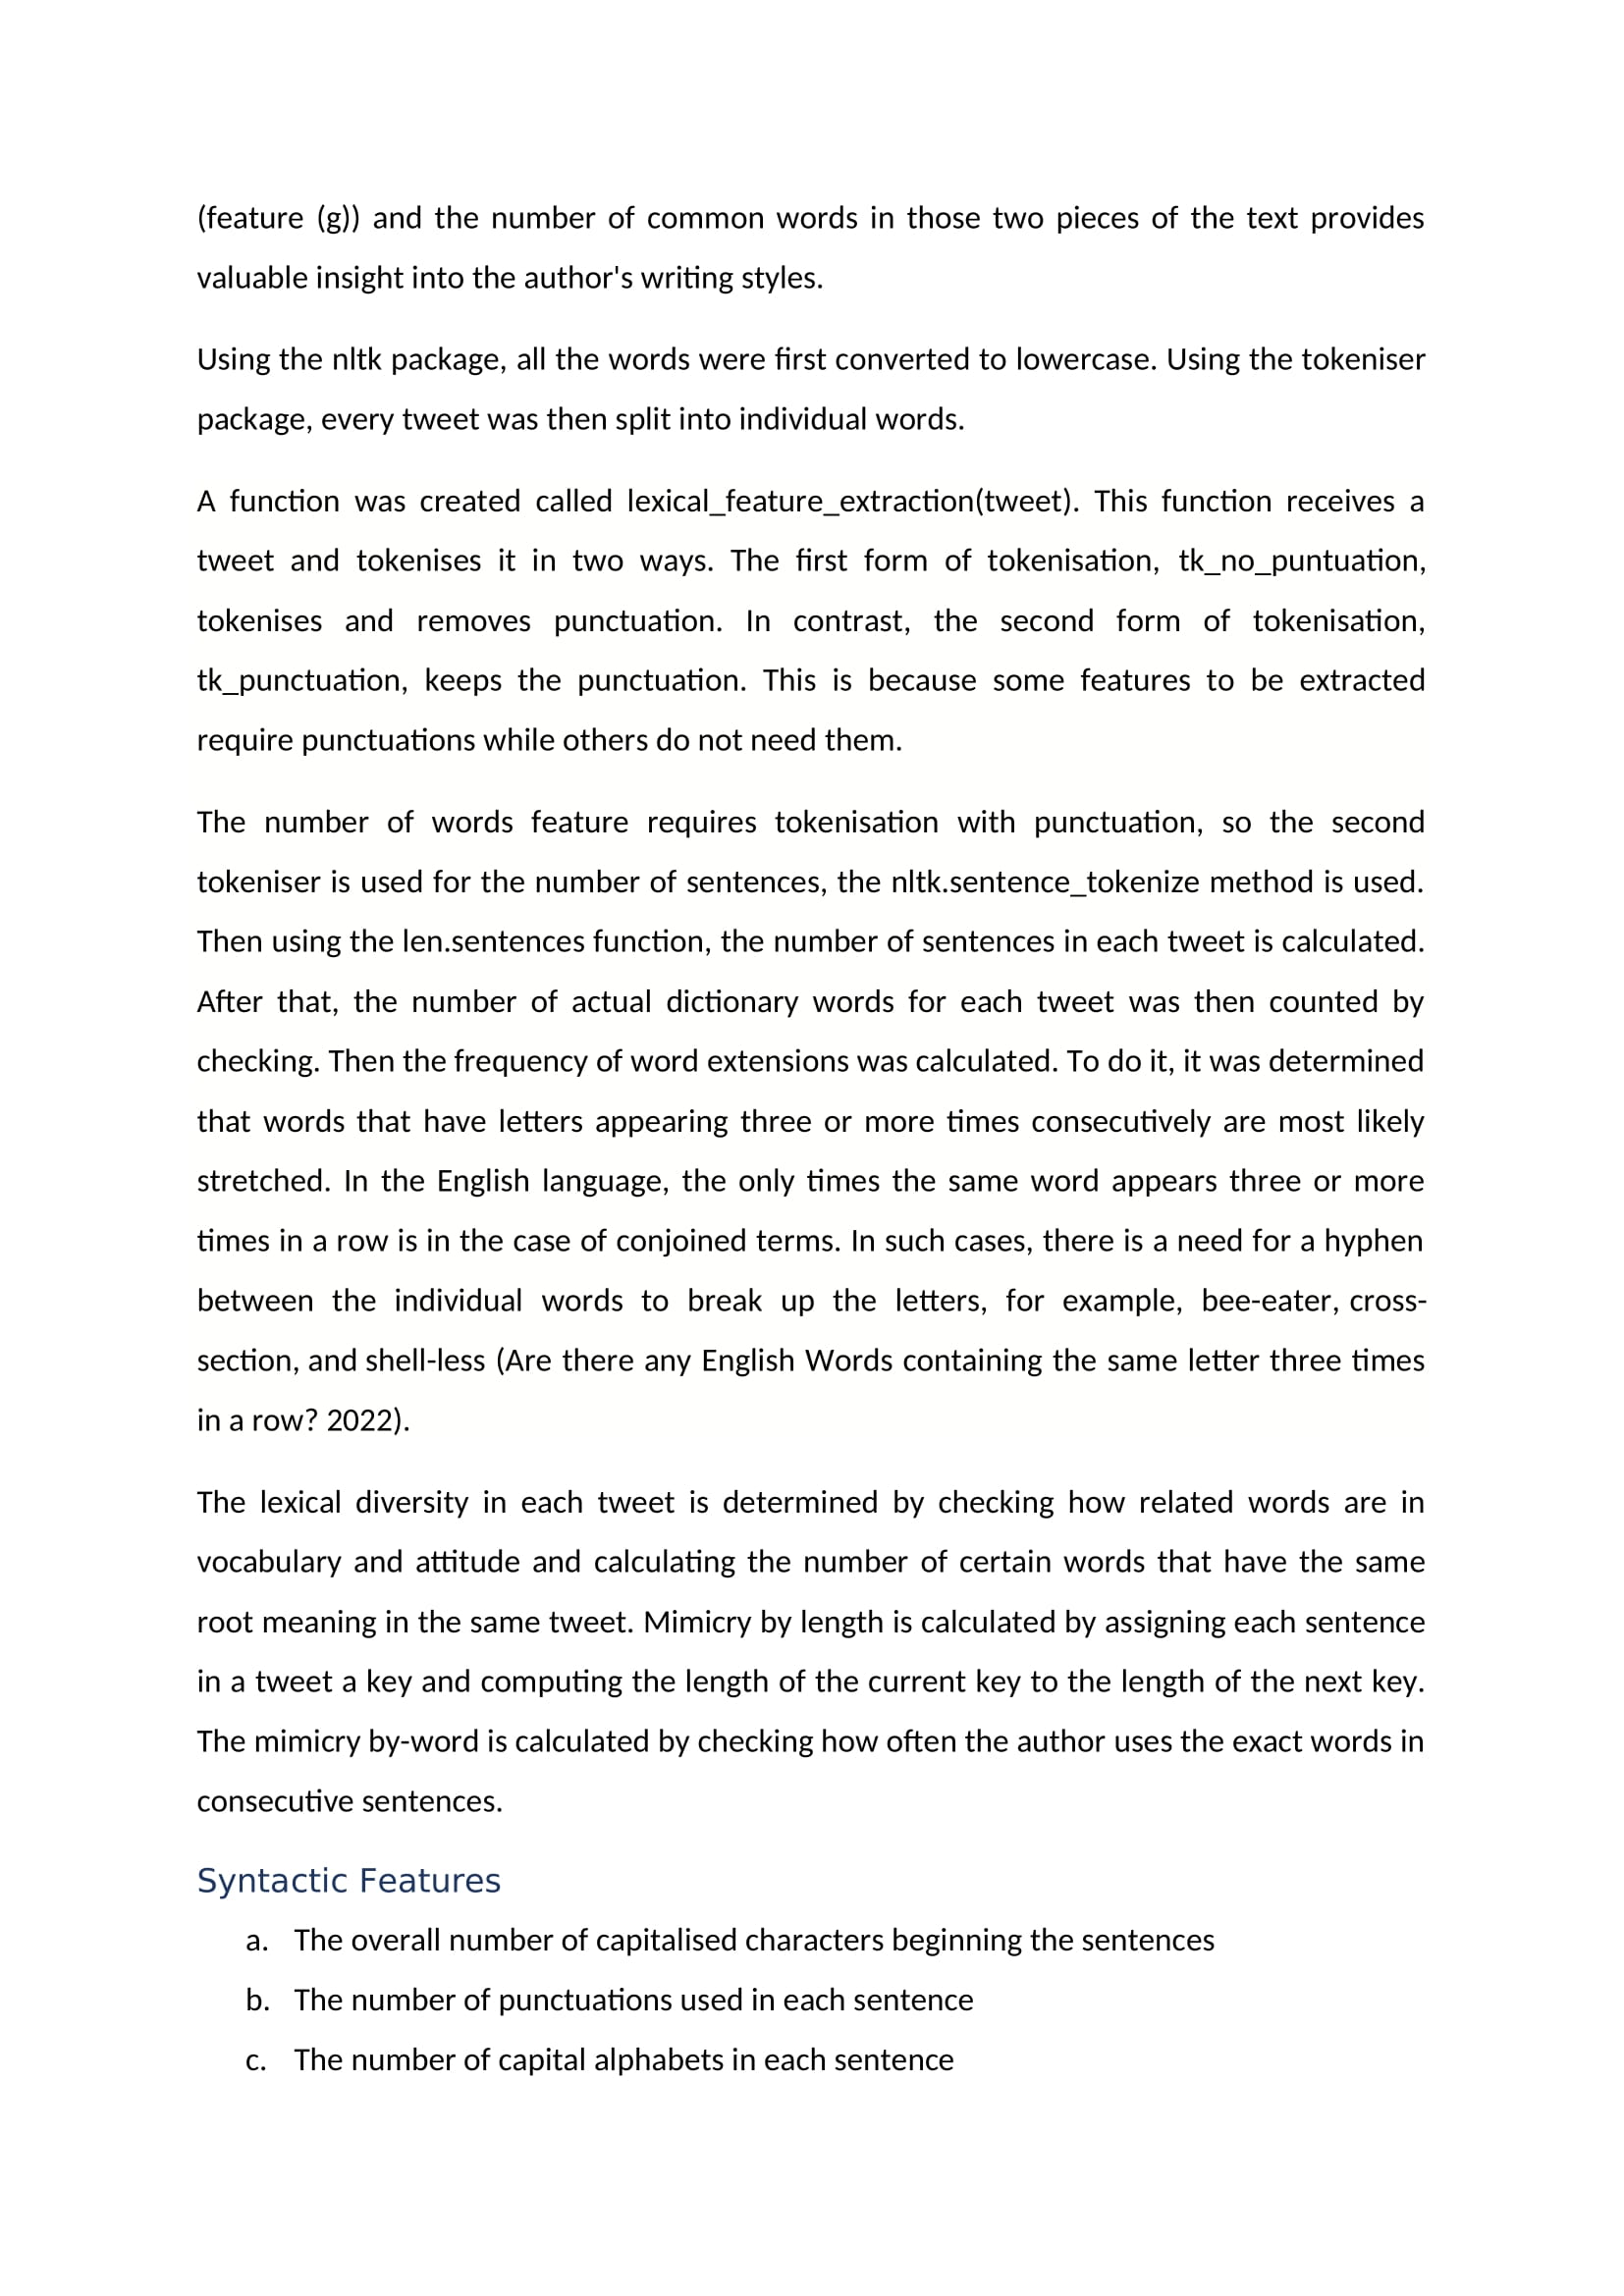 (feature (g)) and the number of common words in those two pieces of the text provides
valuable insight into the author's writing styles.
Using the nltk package, all the words were first converted to lowercase. Using the tokeniser
package, every tweet was then split into individual words.
A function was created called lexical_feature_extraction(tweet). This function receives a
tweet and tokenises it in two ways. The first form of tokenisation, tk_no_puntuation,
tokenises and removes punctuation. In contrast, the second form of tokenisation,
tk_punctuation, keeps the punctuation. This is because some features to be extracted
require punctuations while others do not need them.
The number of words feature requires tokenisation with punctuation, so the second
tokeniser is used for the number of sentences, the nltk.sentence_tokenize method is used.
Then using the len.sentences function, the number of sentences in each tweet is calculated.
After that, the number of actual dictionary words for each tweet was then counted by
checking. Then the frequency of word extensions was calculated. To do it, it was determined
that words that have letters appearing three or more times consecutively are most likely
stretched. In the English language, the only times the same word appears three or more
times in a row is in the case of conjoined terms. In such cases, there is a need for a hyphen
between the individual words to break up the letters, for example, bee-eater, cross-
section, and shell-less (Are there any English Words containing the same letter three times
in a row? 2022).
The lexical diversity in each tweet is determined by checking how related words are in
vocabulary and attitude and calculating the number of certain words that have the same
root meaning in the same tweet. Mimicry by length is calculated by assigning each sentence
in a tweet a key and computing the length of the current key to the length of the next key.
The mimicry by-word is calculated by checking how often the author uses the exact words in
consecutive sentences.
Syntactic Features
a. The overall number of capitalised characters beginning the sentences
b. The number of punctuations used in each sentence
c. The number of capital alphabets in each sentence